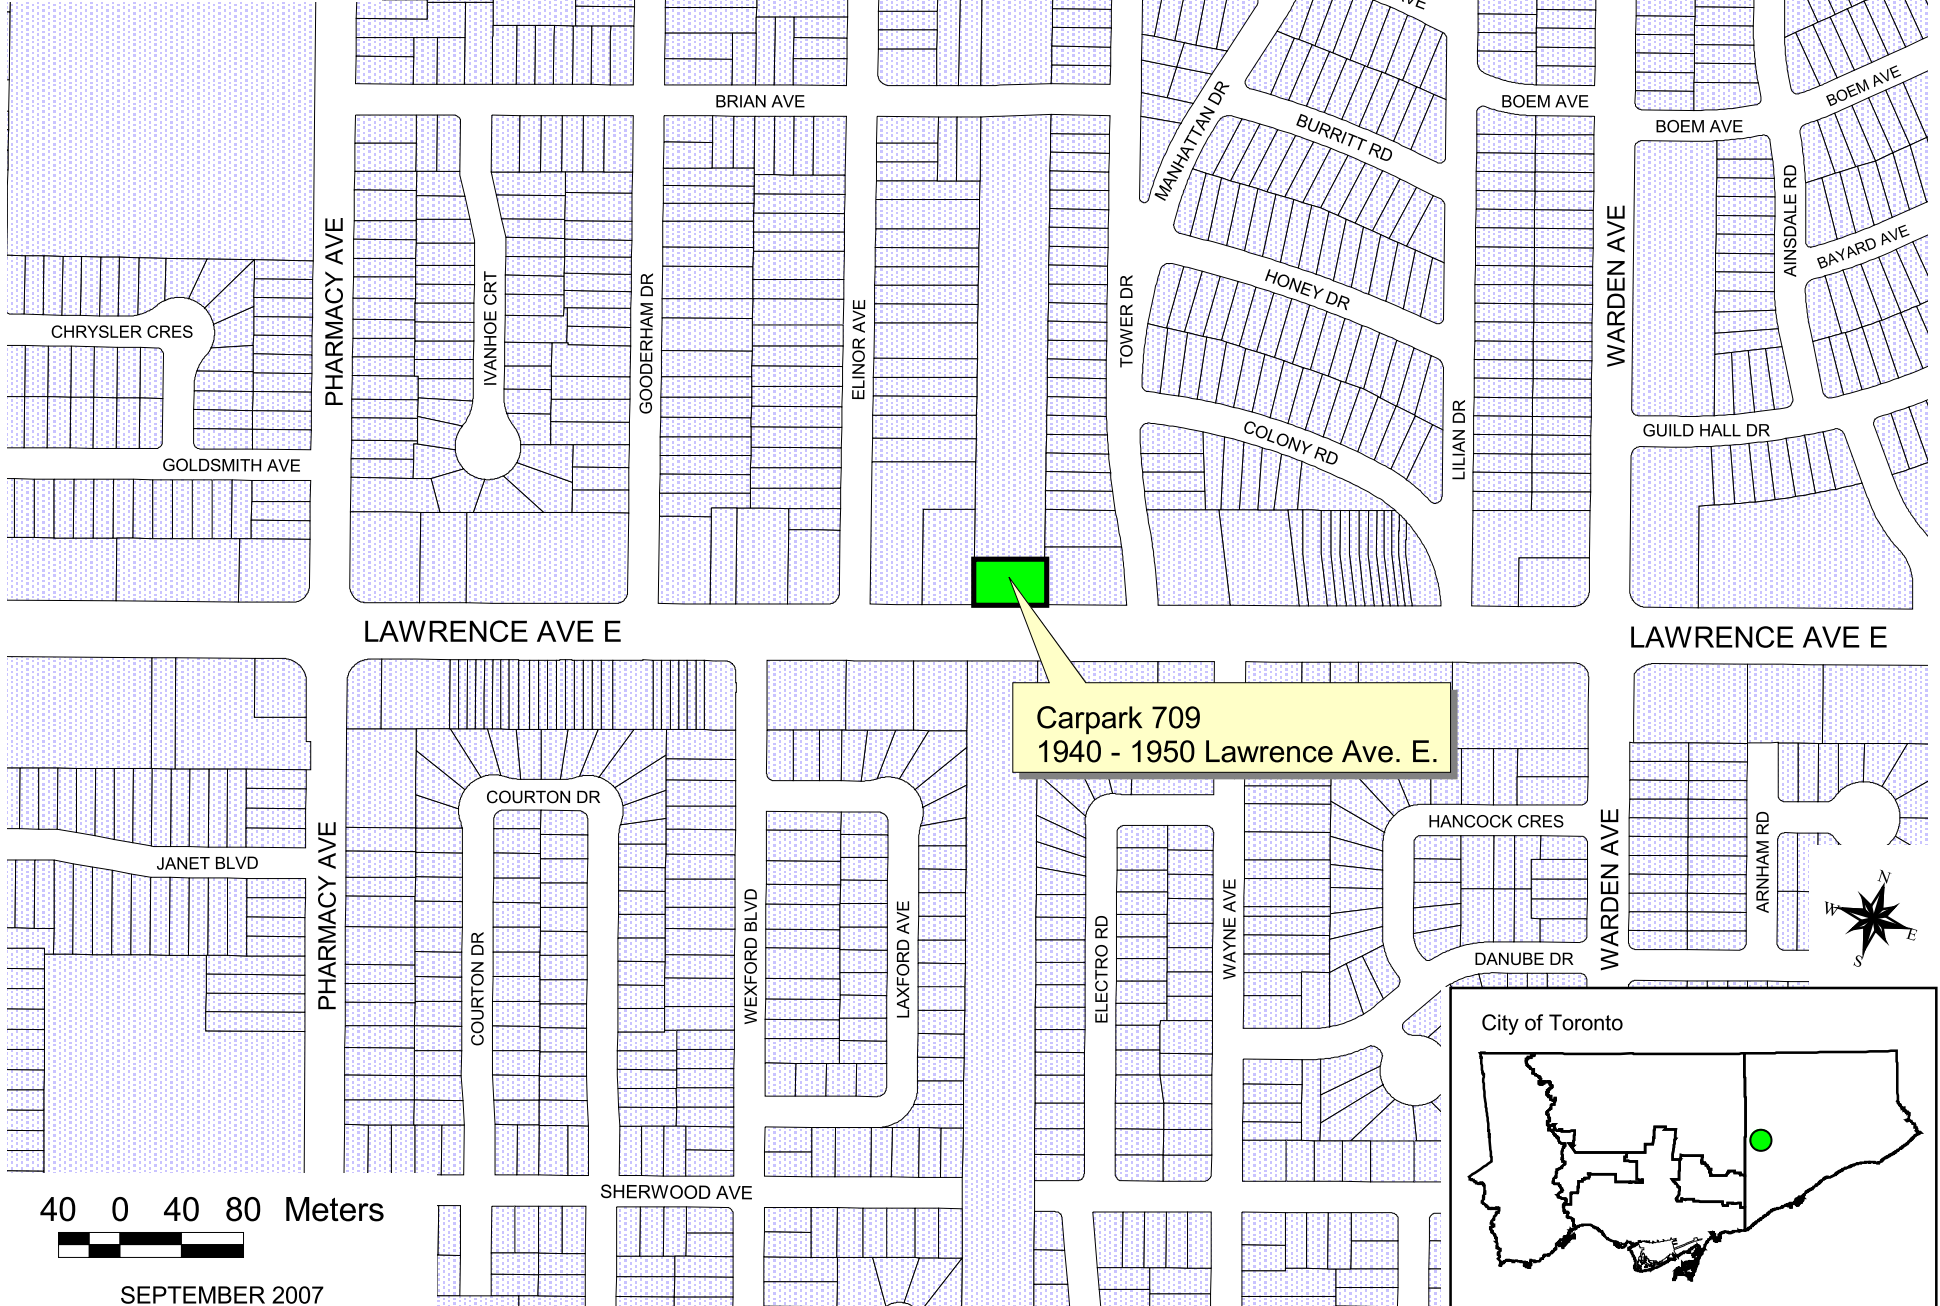 BRIAN AVE
BOEM AVE
BOEM AVE
BOEM AVE
BURRITT RD
MANHATTAN DR
PHARMACY AVE
AINSDALE RD
WARDEN AVE
BAYARD AVE
HONEY DR
IVANHOE CRT
GOODERHAM DR
ELINOR AVE
TOWER DR
CHRYSLER CRES
LILIAN DR
COLONY RD
GUILD HALL DR
GOLDSMITH AVE
LAWRENCE AVE E
LAWRENCE AVE E
Carpark 709
1940 - 1950 Lawrence Ave. E.
COURTON DR
HANCOCK CRES
JANET BLVD
PHARMACY AVE
WARDEN AVE
ARNHAM RD
COURTON DR
WEXFORD BLVD
LAXFORD AVE
ELECTRO RD
WAYNE AVE
DANUBE DR
N
W
E
S
City of Toronto
SHERWOOD AVE
40 0 40 80 Meters
SEPTEMBER 2007